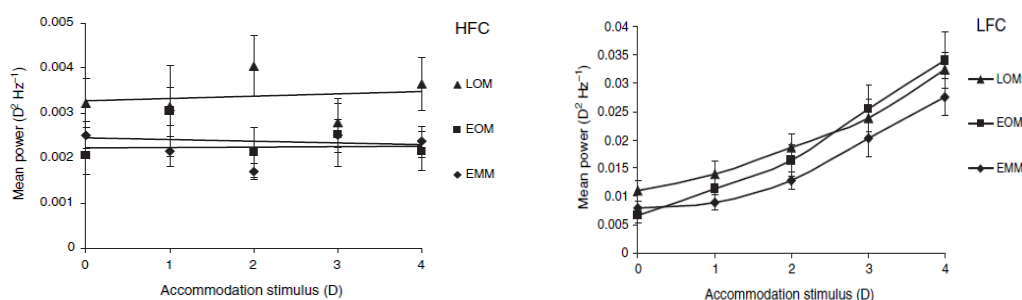 HFC
Mean power (D² Hz⁻¹)
0.005
0.004
0.003
0.002
0.001
0
0 1 2 3 4
Accommodation stimulus (D)
LOM
EOM
EMM
LFC
Mean power (D² Hz⁻¹)
0.04
0.035
0.03
0.025
0.02
0.015
0.01
0.005
0
0 1 2 3 4
Accommodation stimulus (D)
LOM
EOM
EMM